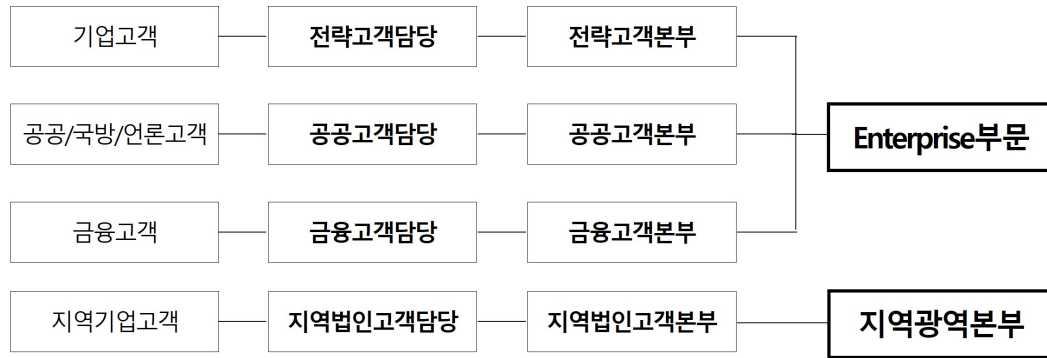 기업고객
전략고객담당
전략고객본부
공공/국방/언론고객
공공고객담당
공공고객본부
Enterprise부문
금융고객
금융고객담당
금융고객본부
지역기업고객
지역법인고객담당
지역법인고객본부
지역광역본부